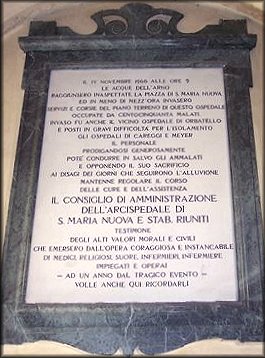 IL IV NOVEMBRE 1966 ALLE ORE 9
LE ACQUE DELL'ARNO
RAGGIUNSERO INASPETTATE LA PIAZZA DI S. MARIA NUOVA
ED IN MENO DI MEZZ'ORA INVASERO
SERVIZI E CORSIE DEL PIANO TERRENO DI QUESTO OSPEDALE
OCCUPATE DA CENTOCINQUANTA MALATI.
INVASO FU ANCHE IL VICINO OSPEDALE DI ORBATELLO
E POSTI IN GRAVI DIFFICOLTÀ PER L'ISOLAMENTO
GLI OSPEDALI DI CAREGGI E MEYER
IL PERSONALE
PRODIGANDOSI GENEROSAMENTE
POTÉ CONDURRE IN SALVO GLI AMMALATI
E OPPONENDO IL SUO SACRIFICIO
AI DISAGI DEI GIORNI CHE SEGUIRONO L'ALLUVIONE
MANTENNE REGOLARE IL CORSO
DELLE CURE E DELL'ASSISTENZA
IL CONSIGLIO DI AMMINISTRAZIONE
DELL'ARCISPEDALE DI
S. MARIA NUOVA E STAB. RIUNITI
TESTIMONE
DEGLI ALTI VALORI MORALI E CIVILI
CHE EMERSERO DALL'OPERA CORAGGIOSA E INSTANCABILE
DI MEDICI, RELIGIOSI, SUORE, INFERMIERI, INFERMIERE
IMPIEGATI E OPERAI
— AD UN ANNO DAL TRAGICO EVENTO —
VOLLE ANCHE QUI RICORDARLI